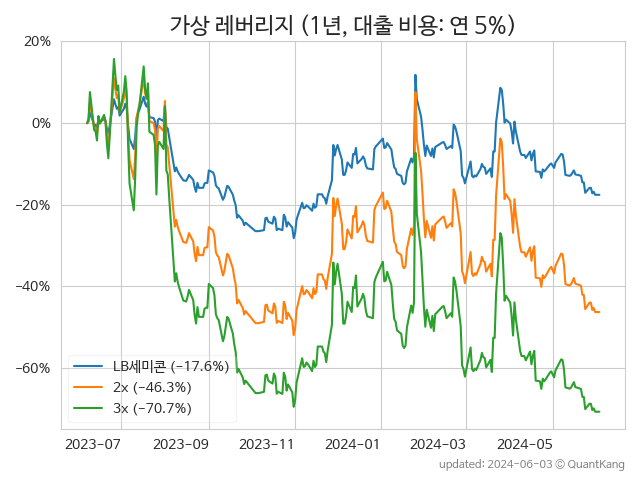 가상 레버리지 (1년, 대출 비용: 연 5%)
20%
0%
−20%
−40%
−60%
LB세미콘 (−17.6%)
2x (−46.3%)
3x (−70.7%)
2023-07 2023-09 2023-11 2024-01 2024-03 2024-05
updated: 2024-06-03 © QuantKang